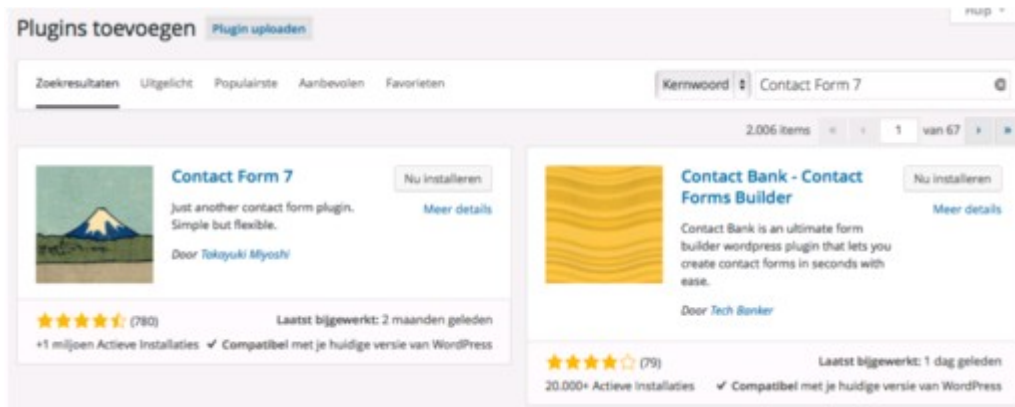 Hulp
Plugins toevoegen Plugin uploaden
Zoekresultaten Uitgelicht Populairste Aanbevolen Favorieten Kernwoord Contact Form 7
2.006 items « ‹ 1 van 67 › »
Contact Form 7
Nu installeren
Meer details
Just another contact form plugin.
Simple but flexible.
Door Takayuki Miyoshi
(780)
Laatst bijgewerkt: 2 maanden geleden
+1 miljoen Actieve Installaties ✔ Compatibel met je huidige versie van WordPress
Contact Bank - Contact
Forms Builder
Nu installeren
Meer details
Contact Bank is an ultimate form
builder wordpress plugin that lets you
create contact forms in seconds with
ease.
Door Tech Banker
(79)
Laatst bijgewerkt: 1 dag geleden
20.000+ Actieve Installaties ✔ Compatibel met je huidige versie van WordPress